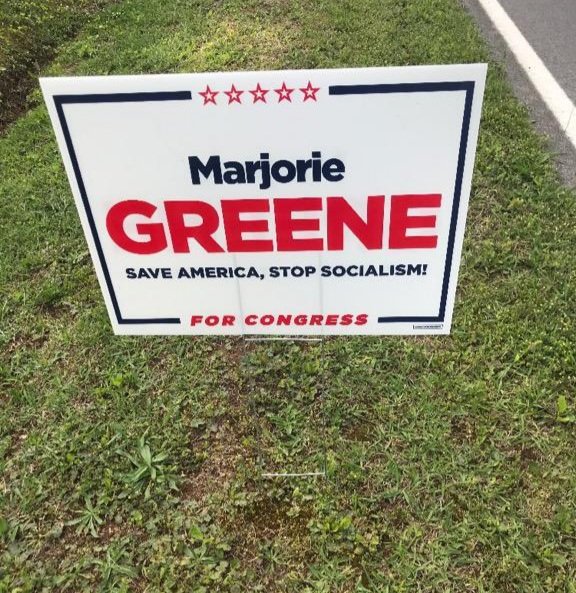 Marjorie
GREENE
SAVE AMERICA, STOP SOCIALISM!
FOR CONGRESS